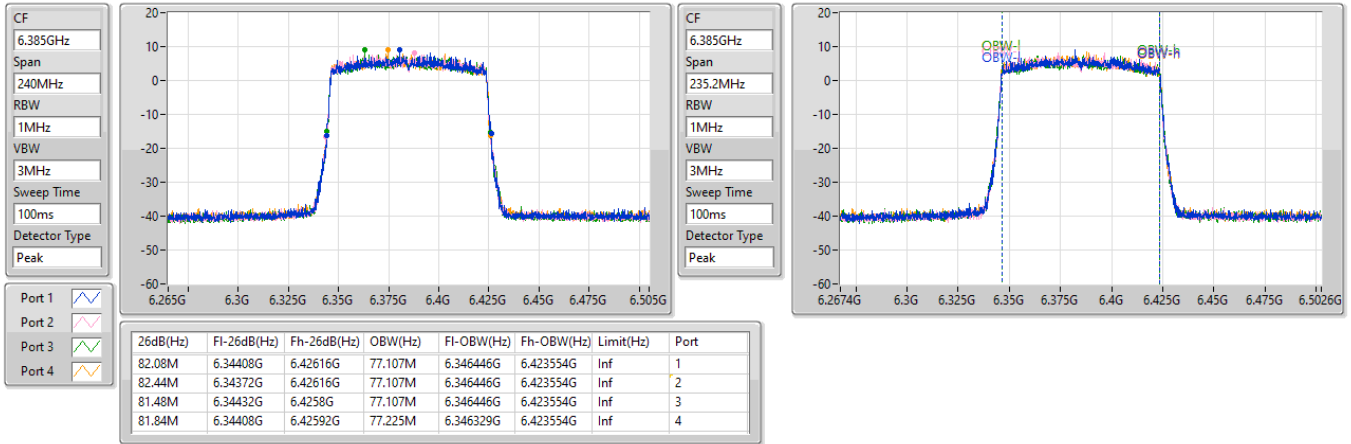 CF
6.385GHz
Span
240MHz
RBW
1MHz
VBW
3MHz
Sweep Time
100ms
Detector Type
Peak
20-
10-
0-
-10-
-20-
-30-
-40-
-50-
-60-
6.265G 6.3G 6.325G 6.35G 6.375G 6.4G 6.425G 6.45G 6.475G 6.505G
CF
6.385GHz
Span
235.2MHz
RBW
1MHz
VBW
3MHz
Sweep Time
100ms
Detector Type
Peak
20-
10-
0-
-10-
-20-
-30-
-40-
-50-
-60-
OBW-l
OBW-l
OBW-h
6.2674G 6.3G 6.325G 6.35G 6.375G 6.4G 6.425G 6.45G 6.475G 6.5026G
Port 1
Port 2
Port 3
Port 4
26dB(Hz) Fl-26dB(Hz) Fh-26dB(Hz) OBW(Hz) Fl-OBW(Hz) Fh-OBW(Hz) Limit(Hz) Port
82.08M 6.34408G 6.42616G 77.107M 6.346446G 6.423554G Inf 1
82.44M 6.34372G 6.42616G 77.107M 6.346446G 6.423554G Inf 2
81.48M 6.34432G 6.4258G 77.107M 6.346446G 6.423554G Inf 3
81.84M 6.34408G 6.42592G 77.225M 6.346329G 6.423554G Inf 4